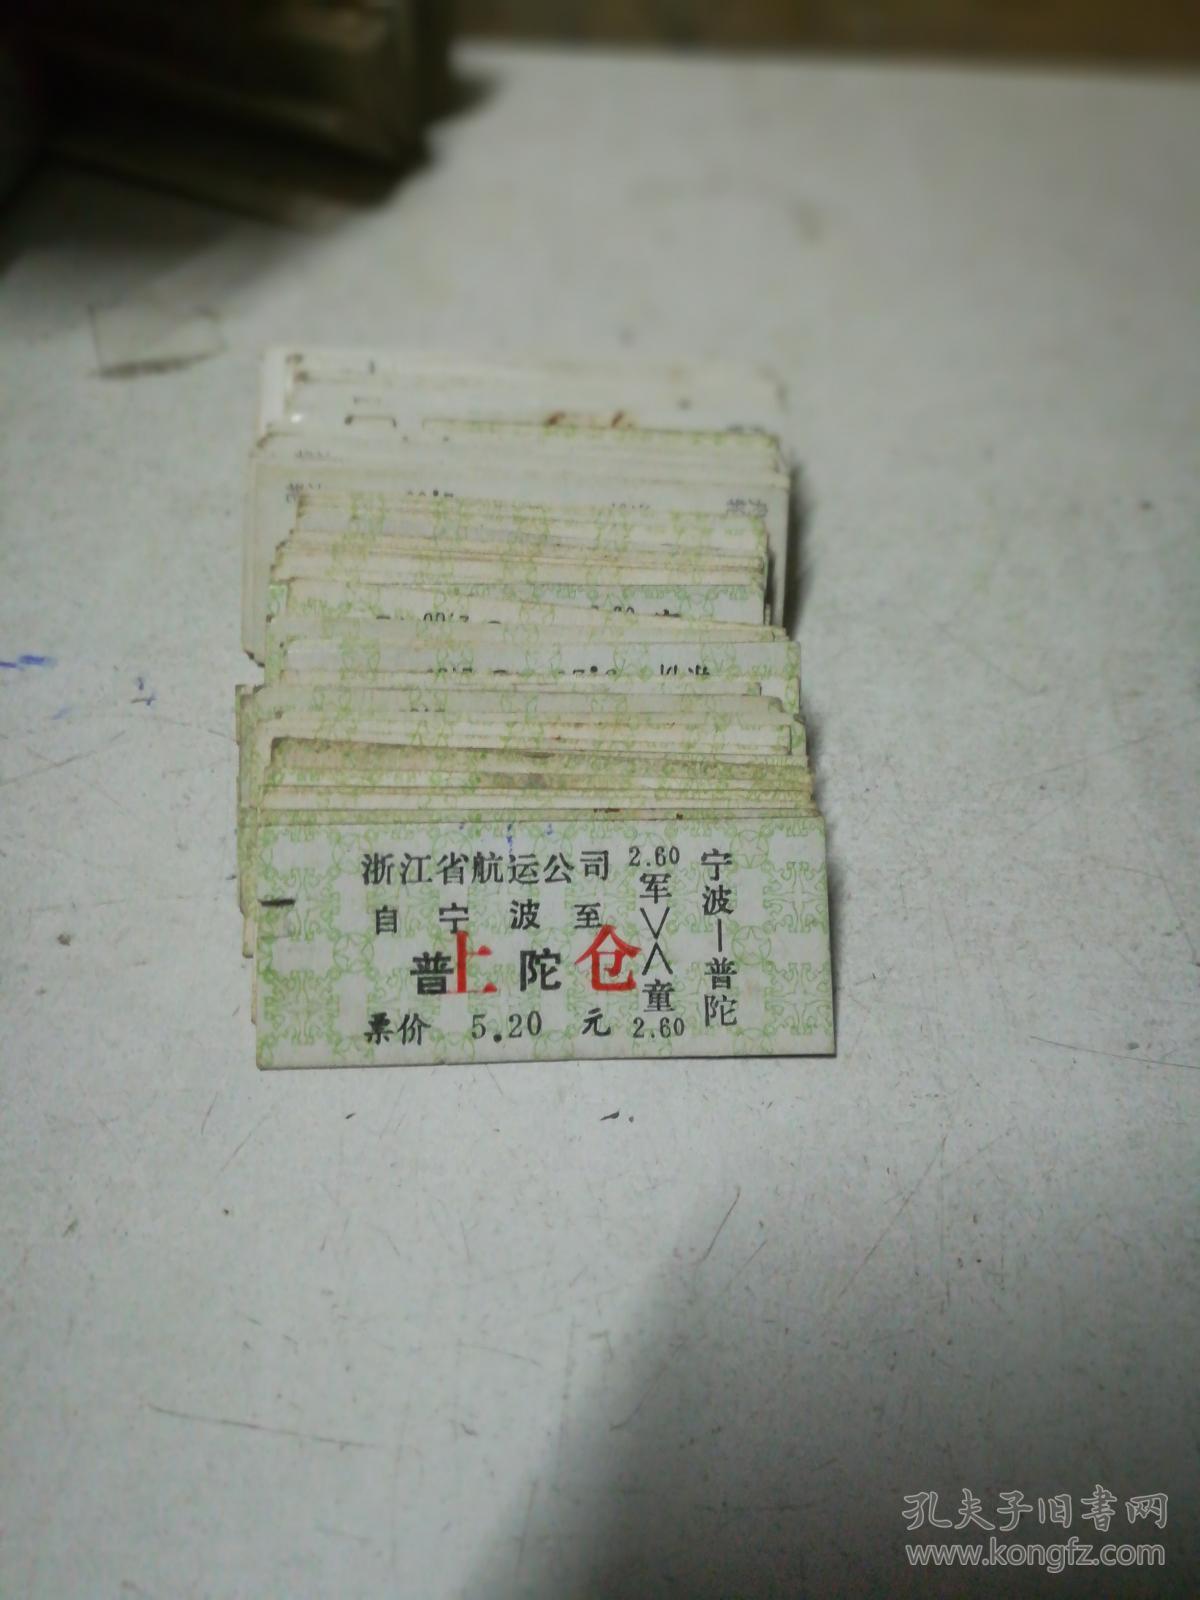 浙江省航运公司
自宁波至
普陀
上仓
票价 5.20 元
2.60
军
童
2.60
宁波—普陀
孔夫子旧书网
www.kongfz.com